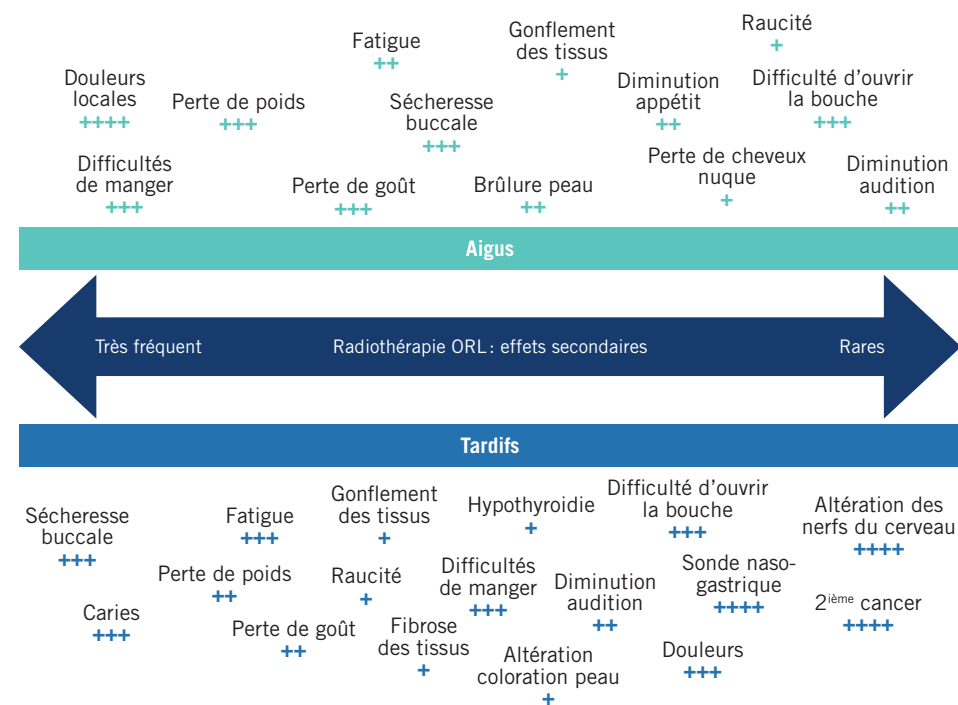 Raucité
+
Gonflement
des tissus
+
Fatigue
++
Douleurs
locales
++++
Perte de poids
+++
Sécheresse
buccale
+++
Diminution
appétit
++
Difficulté d’ouvrir
la bouche
+++
Difficultés
de manger
+++
Perte de goût
+++
Brûlure peau
++
Perte de cheveux
nuque
+
Diminution
audition
++
Aigus
Très fréquent
Radiothérapie ORL : effets secondaires
Rares
Tardifs
Sécheresse
buccale
+++
Fatigue
+++
Gonflement
des tissus
+
Hypothyroidie
+
Difficulté d’ouvrir
la bouche
+++
Altération des
nerfs du cerveau
++++
Perte de poids
++
Raucité
+
Difficultés
de manger
+++
Diminution
audition
++
Sonde naso-
gastrique
++++
2ième cancer
++++
Caries
+++
Perte de goût
++
Fibrose
des tissus
+
Altération
coloration peau
+
Douleurs
+++